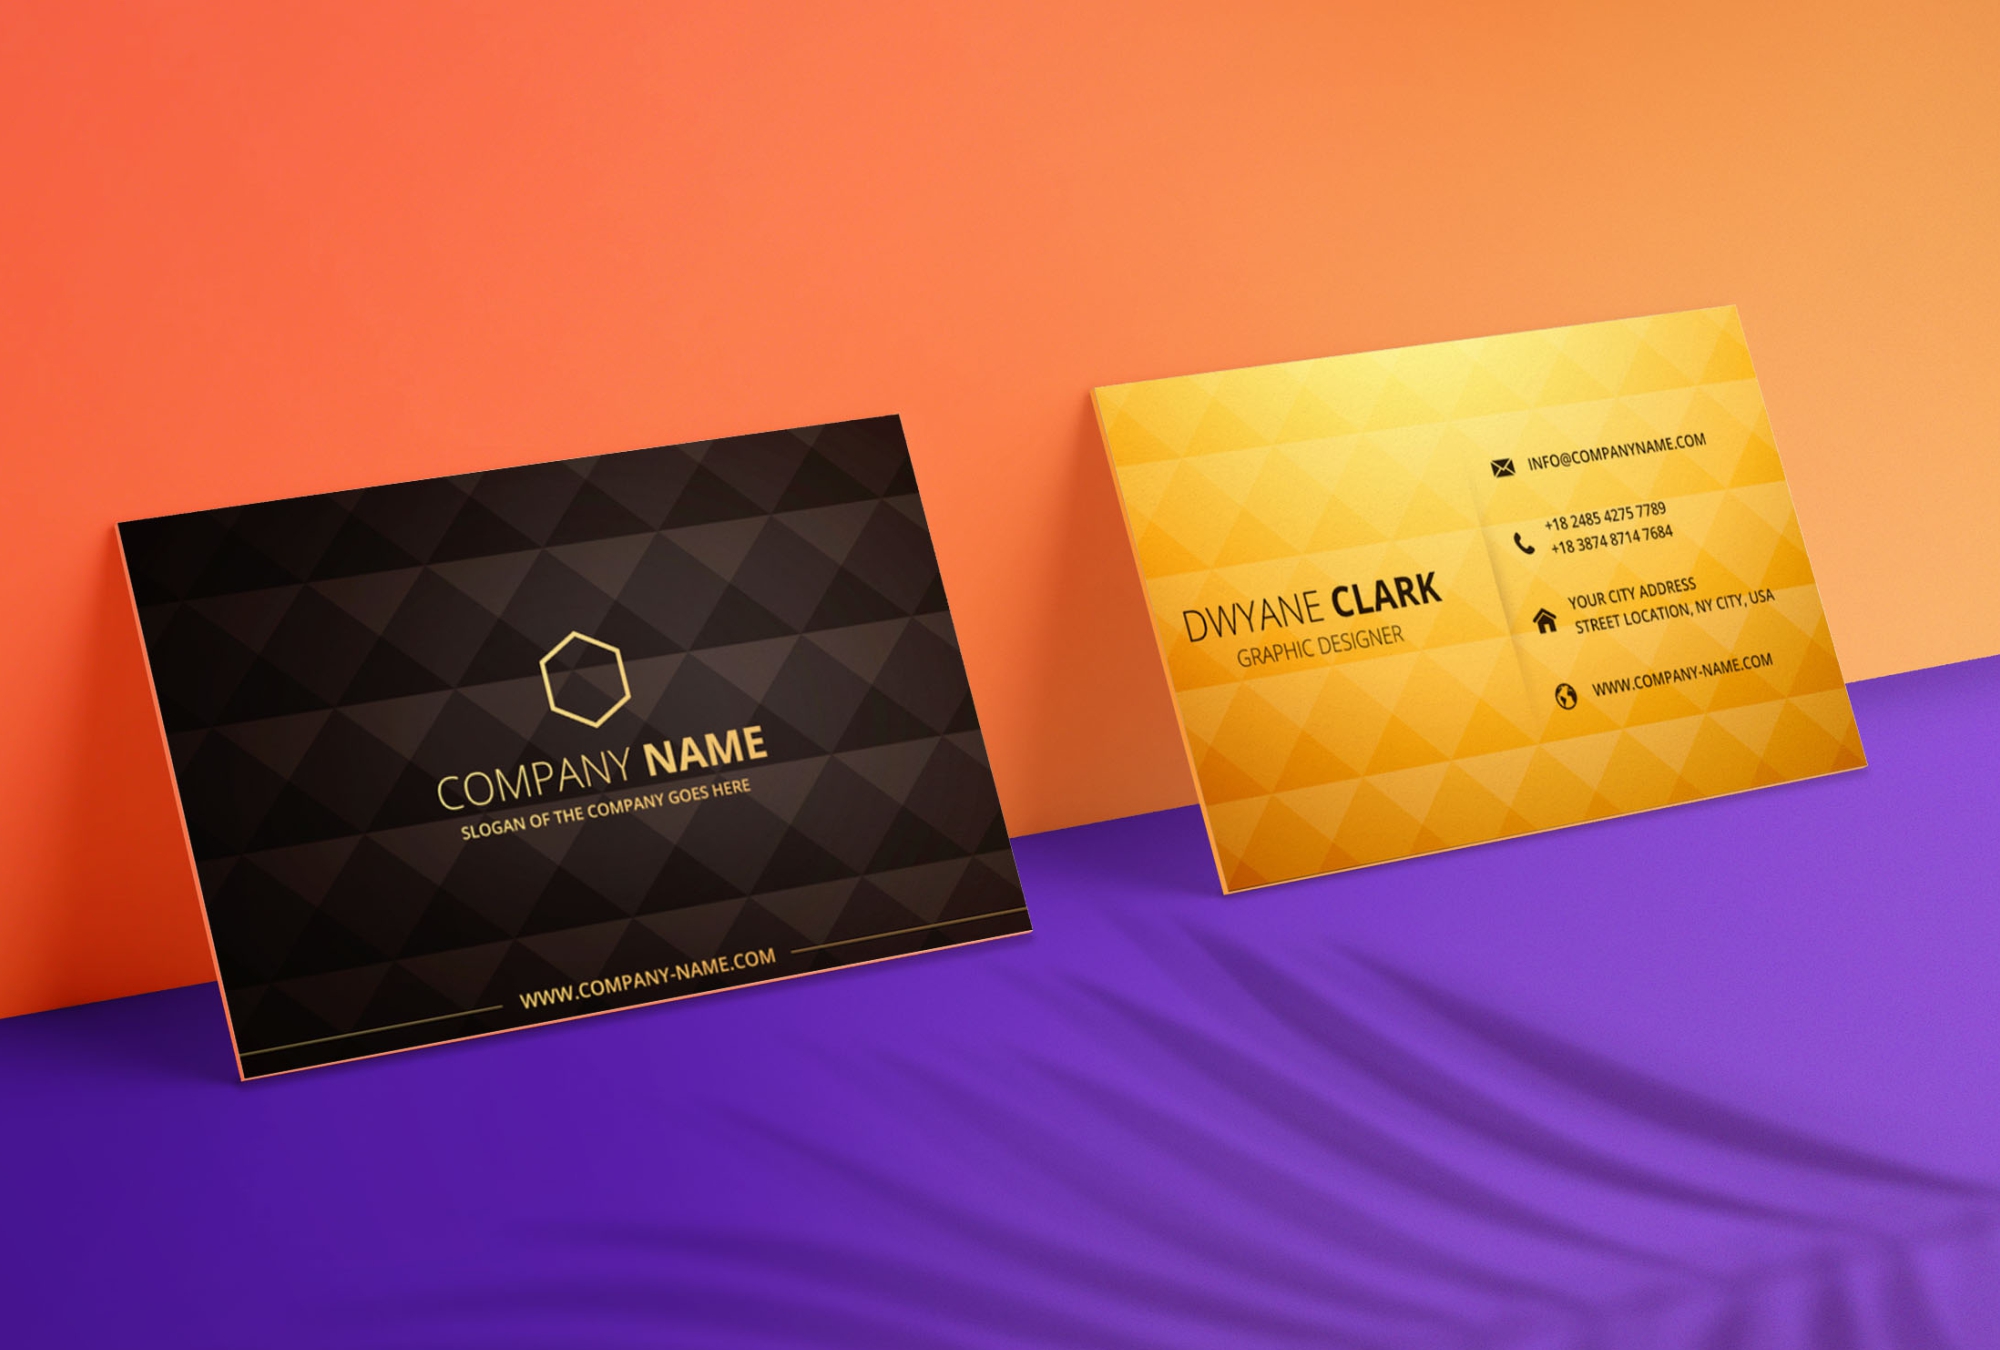 COMPANY NAME
SLOGAN OF THE COMPANY GOES HERE
WWW.COMPANY-NAME.COM
DWYANE CLARK
GRAPHIC DESIGNER
INFO@COMPANYNAME.COM
+18 2485 4275 7789
+18 3874 8714 7684
YOUR CITY ADDRESS
STREET LOCATION, NY CITY, USA
WWW.COMPANY-NAME.COM